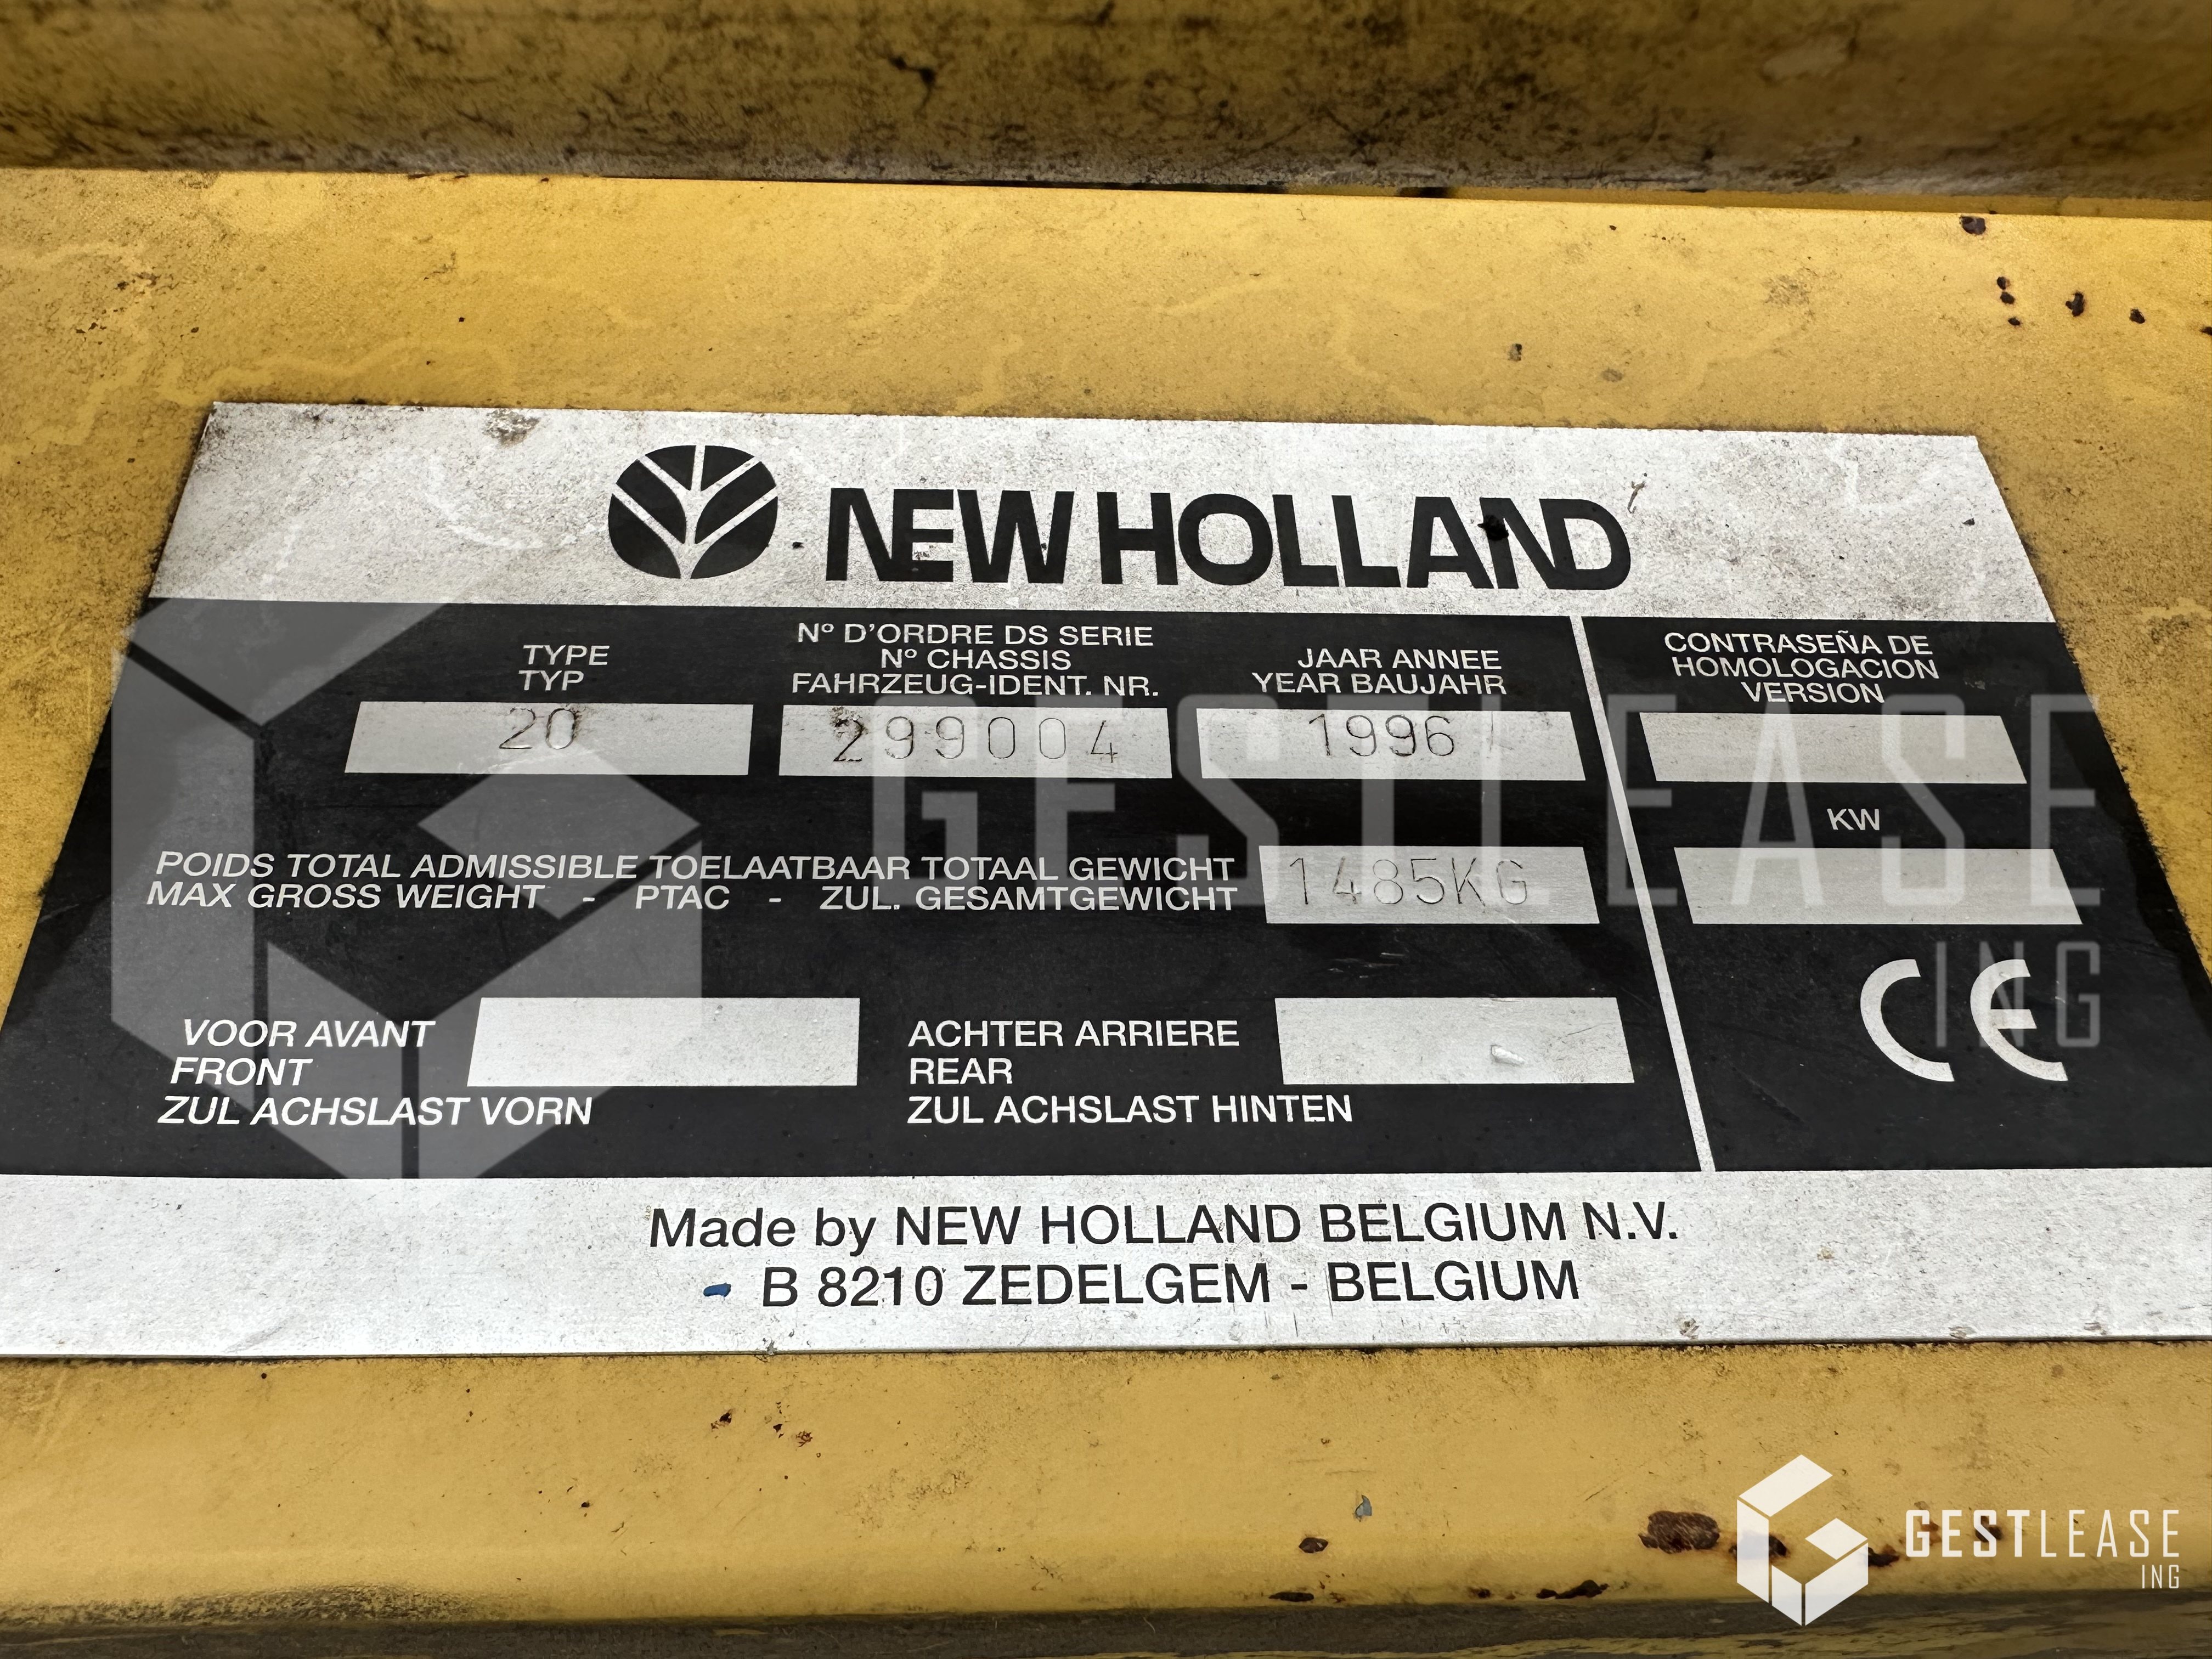 NEW HOLLAND
TYPE
TYP
20
Nº D'ORDRE DS SERIE
Nº CHASSIS
FAHRZEUG-IDENT. NR.
299004
JAAR ANNEE
YEAR BAUJAHR
1996
CONTRASEÑA DE
HOMOLOGACION
VERSION
KW
POIDS TOTAL ADMISSIBLE TOELAATBAAR TOTAAL GEWICHT
MAX GROSS WEIGHT - PTAC - ZUL. GESAMTGEWICHT
1485KG
VOOR AVANT
FRONT
ZUL ACHSLAST VORN
ACHTER ARRIERE
REAR
ZUL ACHSLAST HINTEN
CE
Made by NEW HOLLAND BELGIUM N.V.
B 8210 ZEDELGEM - BELGIUM
GESTLEASE
ING
GESTLEASE
ING